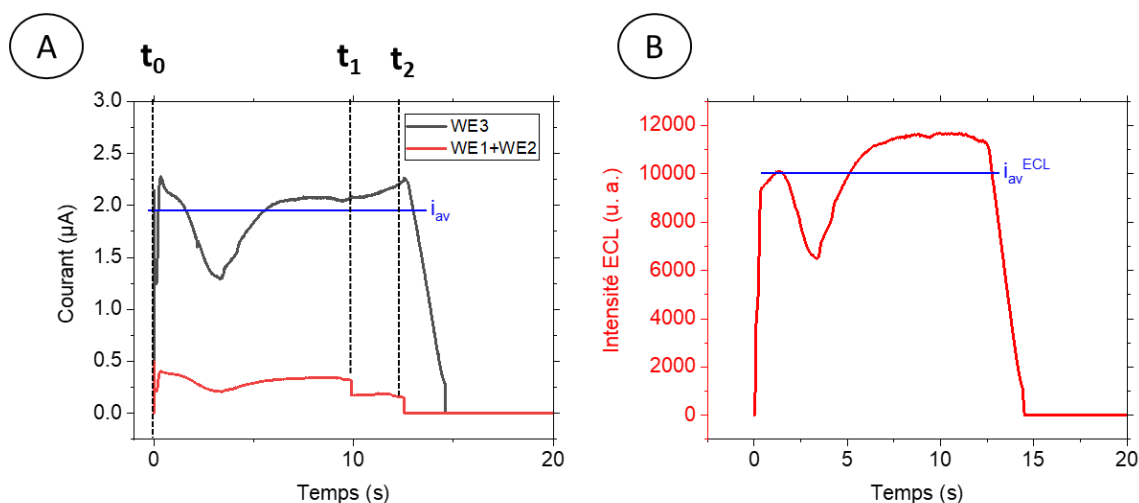 A
t0
t1
t2
3.0
2.5
2.0
1.5
1.0
0.5
0.0
Courant (µA)
WE3
WE1+WE2
iav
0
10
20
Temps (s)
B
12000
10000
8000
6000
4000
2000
0
Intensité ECL (u. a.)
iavECL
0
5
10
15
20
Temps (s)